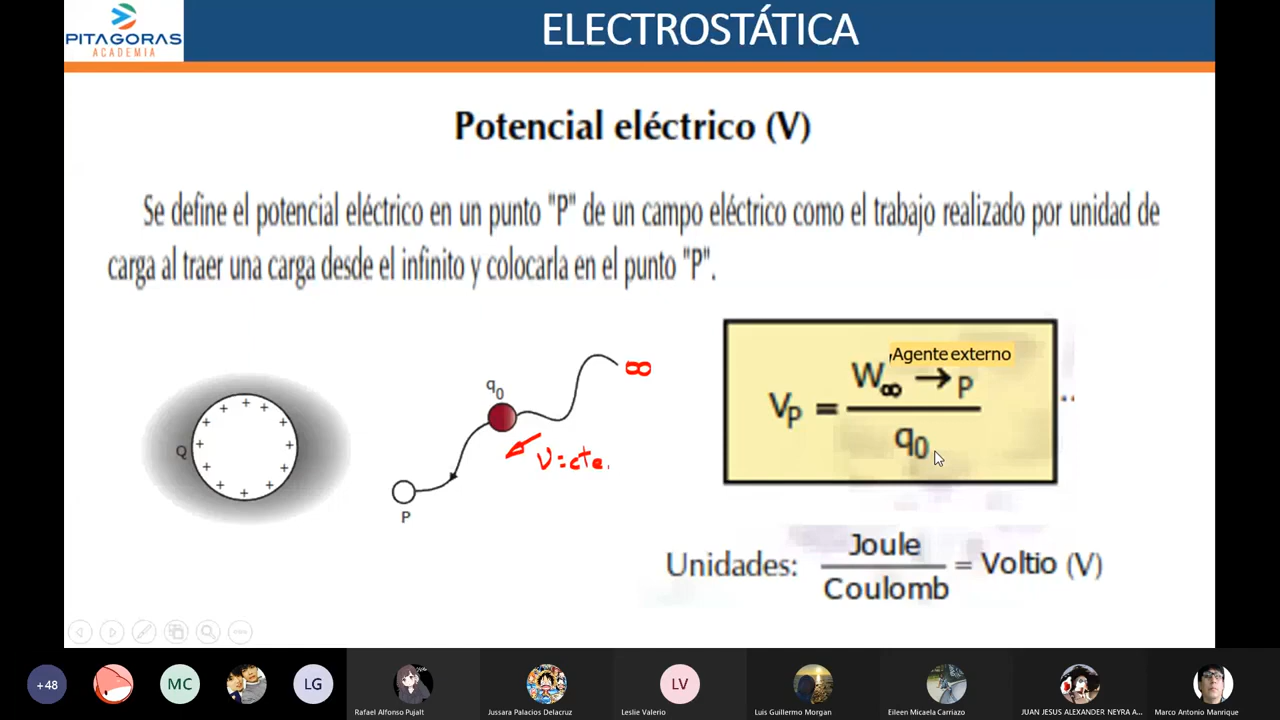 PITAGORAS
ACADEMIA
ELECTROSTÁTICA
Potencial eléctrico (V)
Se define el potencial eléctrico en un punto "P" de un campo eléctrico como el trabajo realizado por unidad de
carga al traer una carga desde el infinito y colocarla en el punto "P".
Q
+ + + + + + + + + + + + +
q0
∞
V=cte.
P
Agente externo
VP = W∞ → P / q0
..
Unidades: Joule / Coulomb = Voltio (V)
+48
MC
LG
LV
Rafael Alfonso Pujalt
Jussara Palacios Delacruz
Leslie Valerio
Luis Guillermo Morgan
Eileen Micaela Carriazo
JUAN JESUS ALEXANDER NEYRA A...
Marco Antonio Manrique